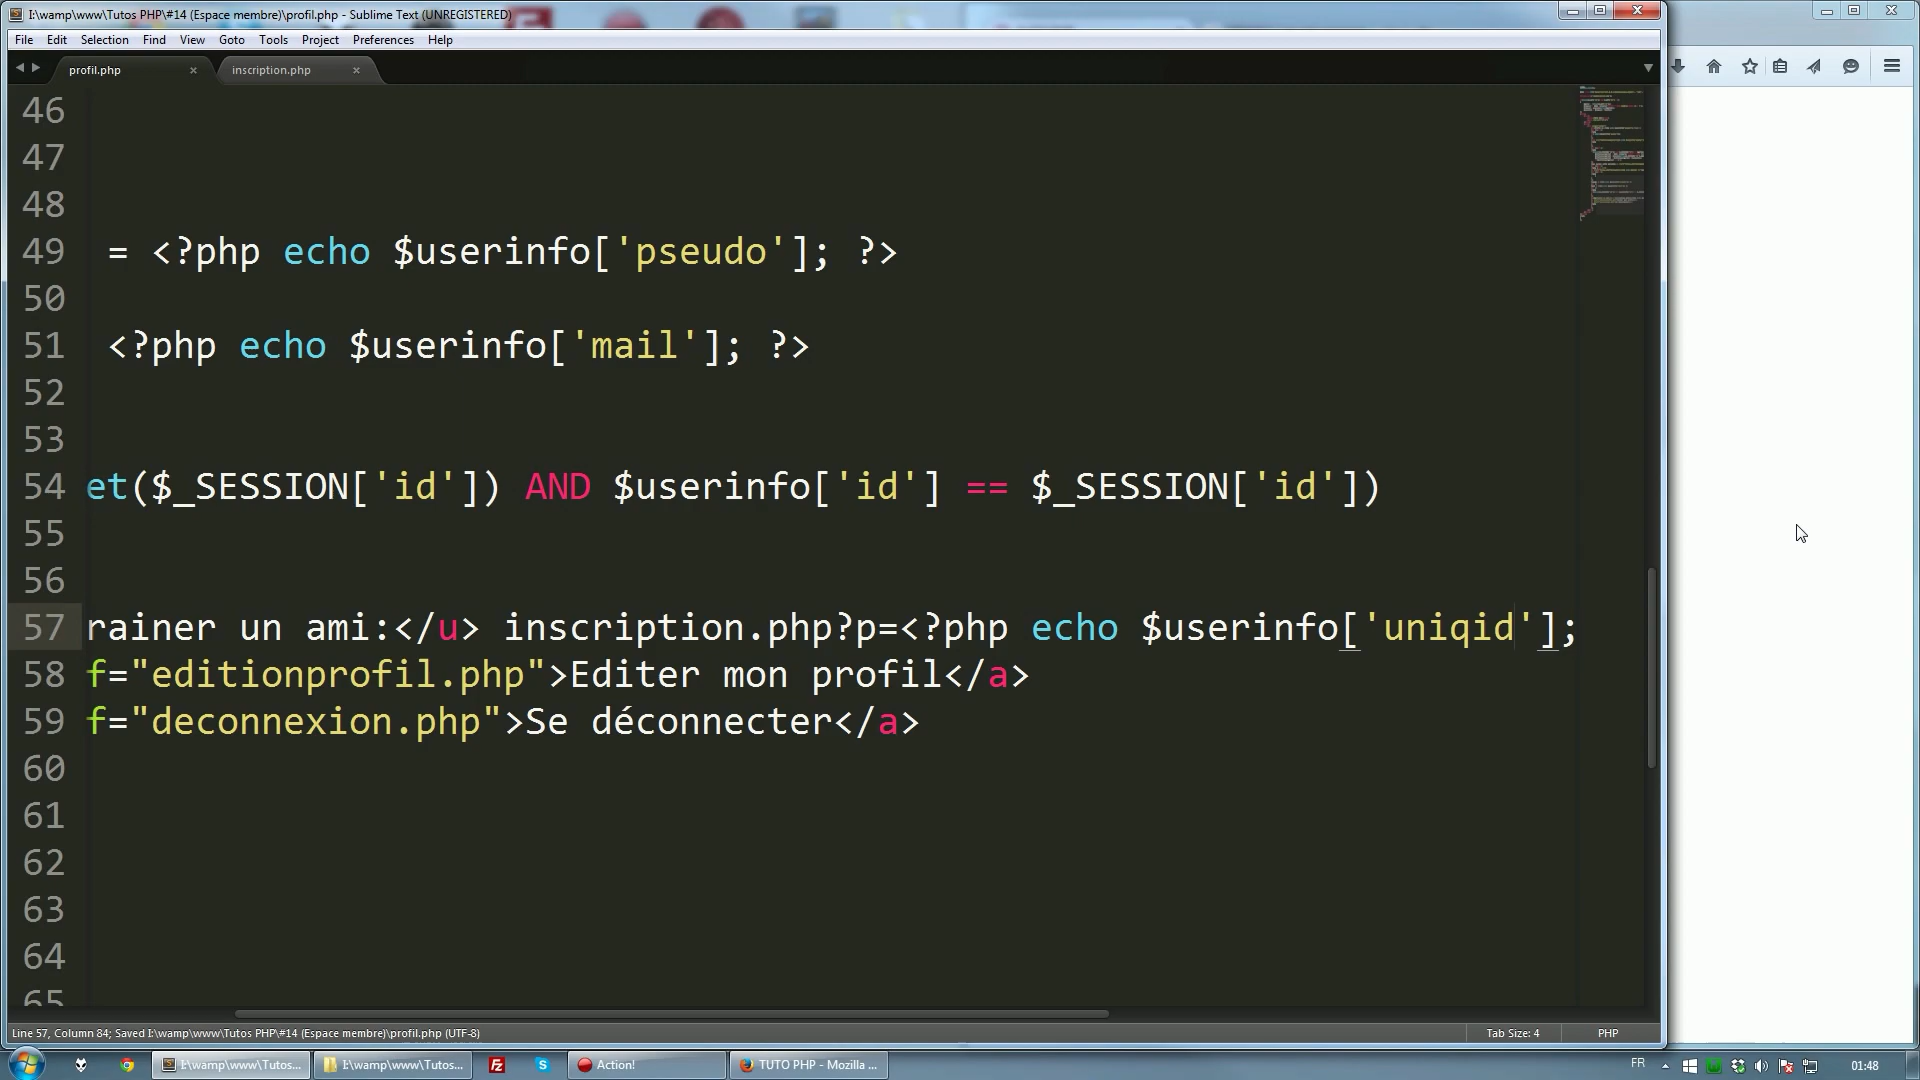 I:\wamp\www\Tutos PHP\#14 (Espace membre)\profil.php - Sublime Text (UNREGISTERED)
File Edit Selection Find View Goto Tools Project Preferences Help
profil.php inscription.php
46
47
48
49 = <?php echo $userinfo['pseudo']; ?>
50
51 <?php echo $userinfo['mail']; ?>
52
53
54 et($_SESSION['id']) AND $userinfo['id'] == $_SESSION['id'])
55
56
57 rainer un ami:</u> inscription.php?p=<?php echo $userinfo['uniqid'];
58 f="editionprofil.php">Editer mon profil</a>
59 f="deconnexion.php">Se déconnecter</a>
60
61
62
63
64
65
Line 57, Column 84; Saved I:\wamp\www\Tutos PHP\#14 (Espace membre)\profil.php (UTF-8) Tab Size: 4 PHP
I:\wamp\www\Tutos... I:\wamp\www\Tutos... Action! TUTO PHP - Mozilla ... FR 01:48